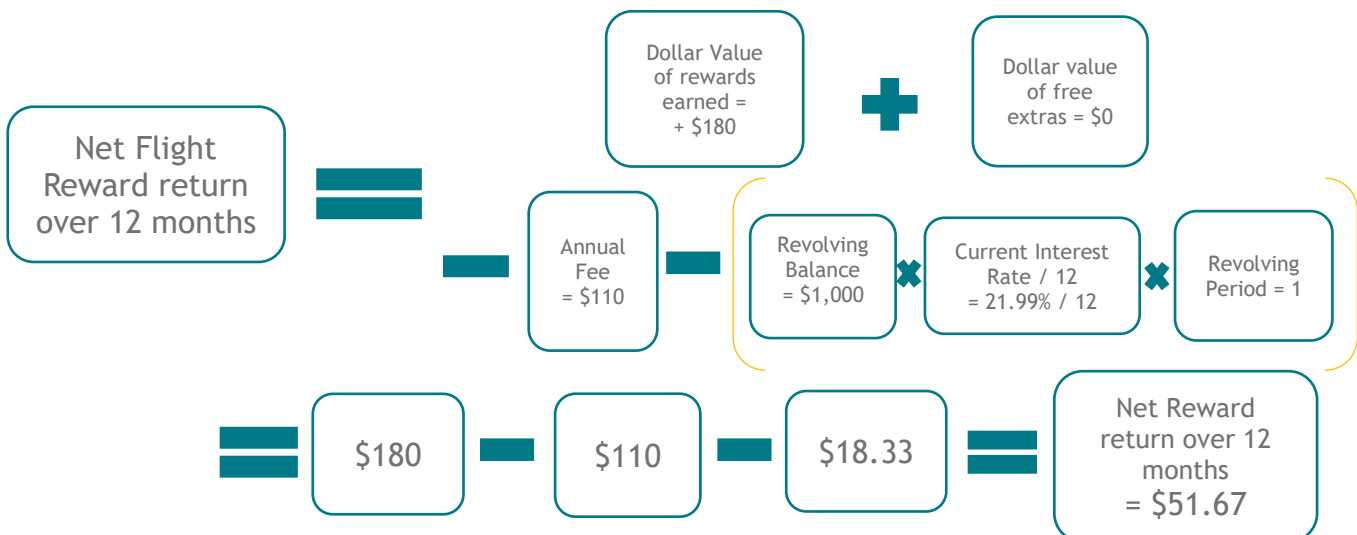 Net Flight
Reward return
over 12 months
Dollar Value
of rewards
earned =
+ $180
Dollar value
of free
extras = $0
Annual
Fee
= $110
Revolving
Balance
= $1,000
Current Interest
Rate / 12
= 21.99% / 12
Revolving
Period = 1
$180
$110
$18.33
Net Reward
return over 12
months
= $51.67